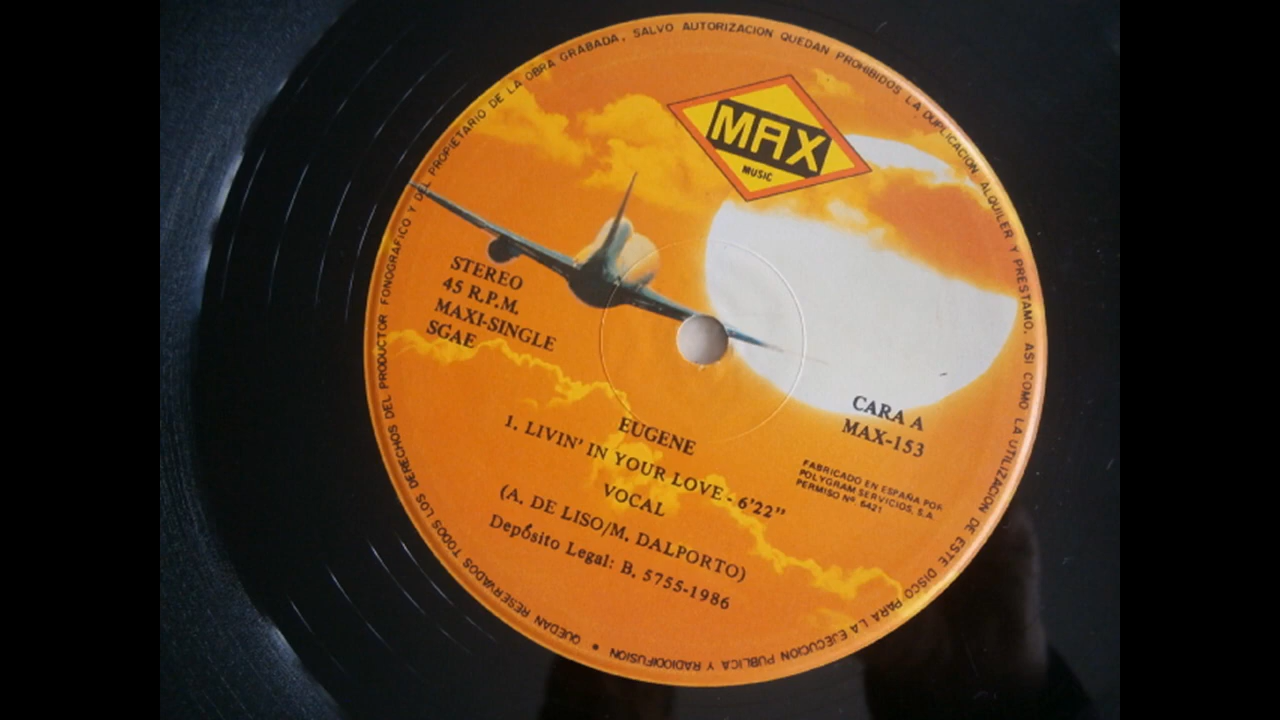 MAX
MUSIC
STEREO
45 R.P.M.
MAXI-SINGLE
SGAE
CARA A
MAX-153
FABRICADO EN ESPAÑA POR
POLYGRAM SERVICIOS, S.A.
PERMISO Nº 6421
EUGENE
1. LIVIN' IN YOUR LOVE - 6'22"
VOCAL
(A. DE LISO/M. DALPORTO)
Depósito Legal: B. 5755-1986
• QUEDAN RESERVADOS TODOS LOS DERECHOS DEL PRODUCTOR FONOGRAFICO Y DEL PROPIETARIO DE LA OBRA GRABADA, SALVO AUTORIZACION QUEDAN PROHIBIDOS LA DUPLICACION, ALQUILER Y PRESTAMO, ASI COMO LA UTILIZACION DE ESTE DISCO PARA LA EJECUCION PUBLICA Y RADIODIFUSION